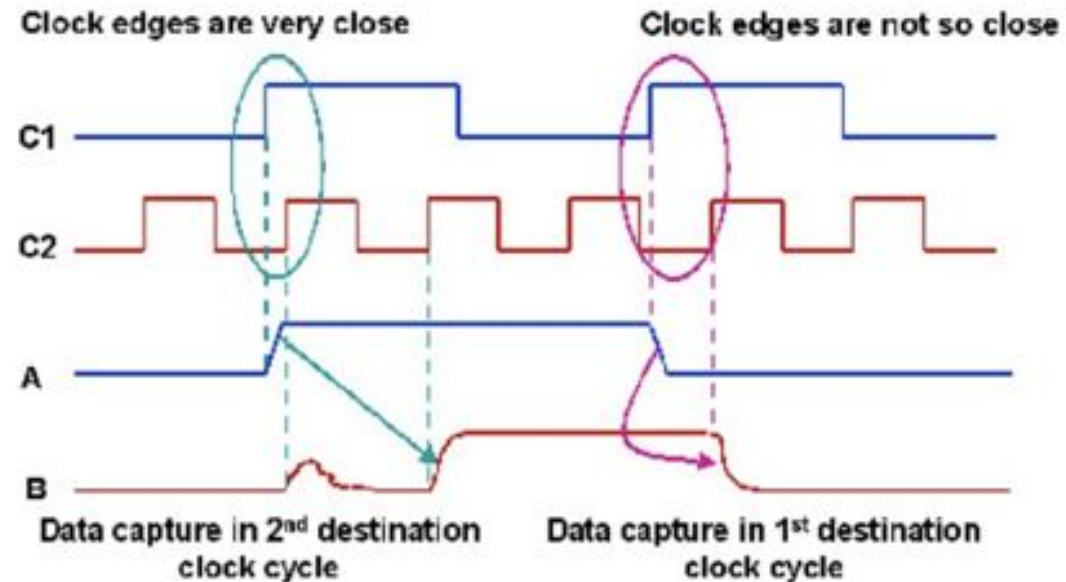 Clock edges are very close
Clock edges are not so close
C1
C2
A
B
Data capture in 2nd destination
clock cycle
Data capture in 1st destination
clock cycle